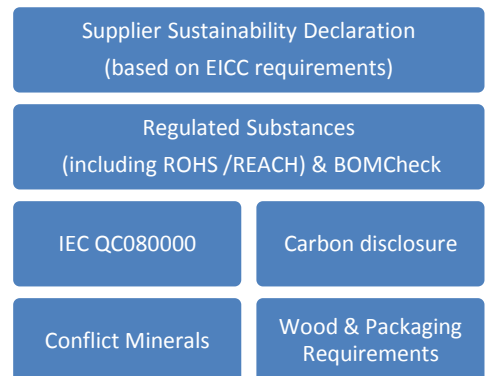 Supplier Sustainability Declaration
(based on EICC requirements)
Regulated Substances
(including ROHS /REACH) & BOMCheck
IEC QC080000
Carbon disclosure
Conflict Minerals
Wood & Packaging
Requirements